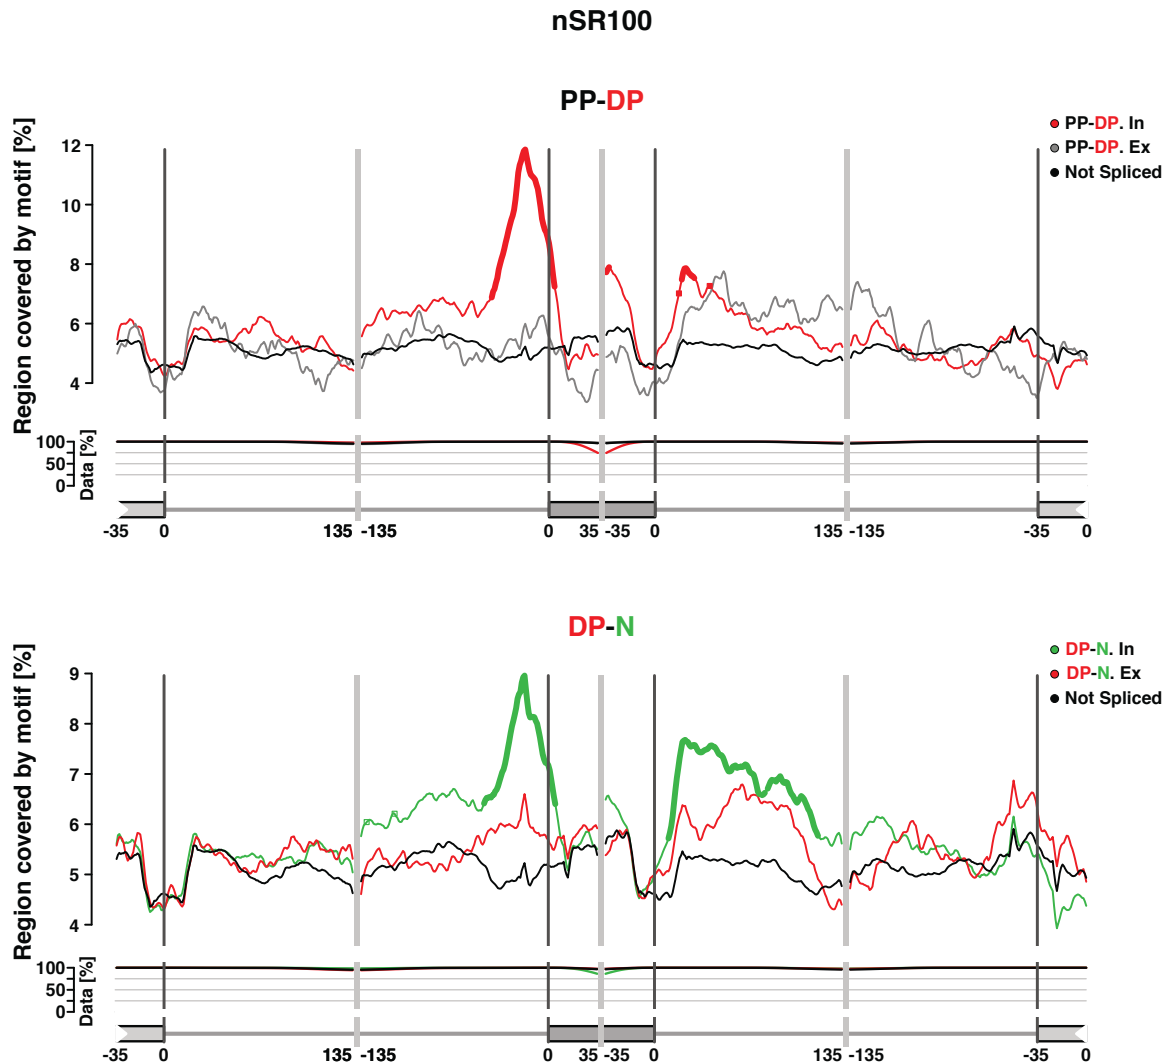 nSR100
PP-DP
Region covered by motif [%]
12
10
8
6
4
PP-DP. In
PP-DP. Ex
Not Spliced
Data [%]
100
50
0
-35 0 135 -135 0 35 -35 0 135 -135 -35 0
DP-N
Region covered by motif [%]
9
8
7
6
5
4
DP-N. In
DP-N. Ex
Not Spliced
Data [%]
100
50
0
-35 0 135 -135 0 35 -35 0 135 -135 -35 0